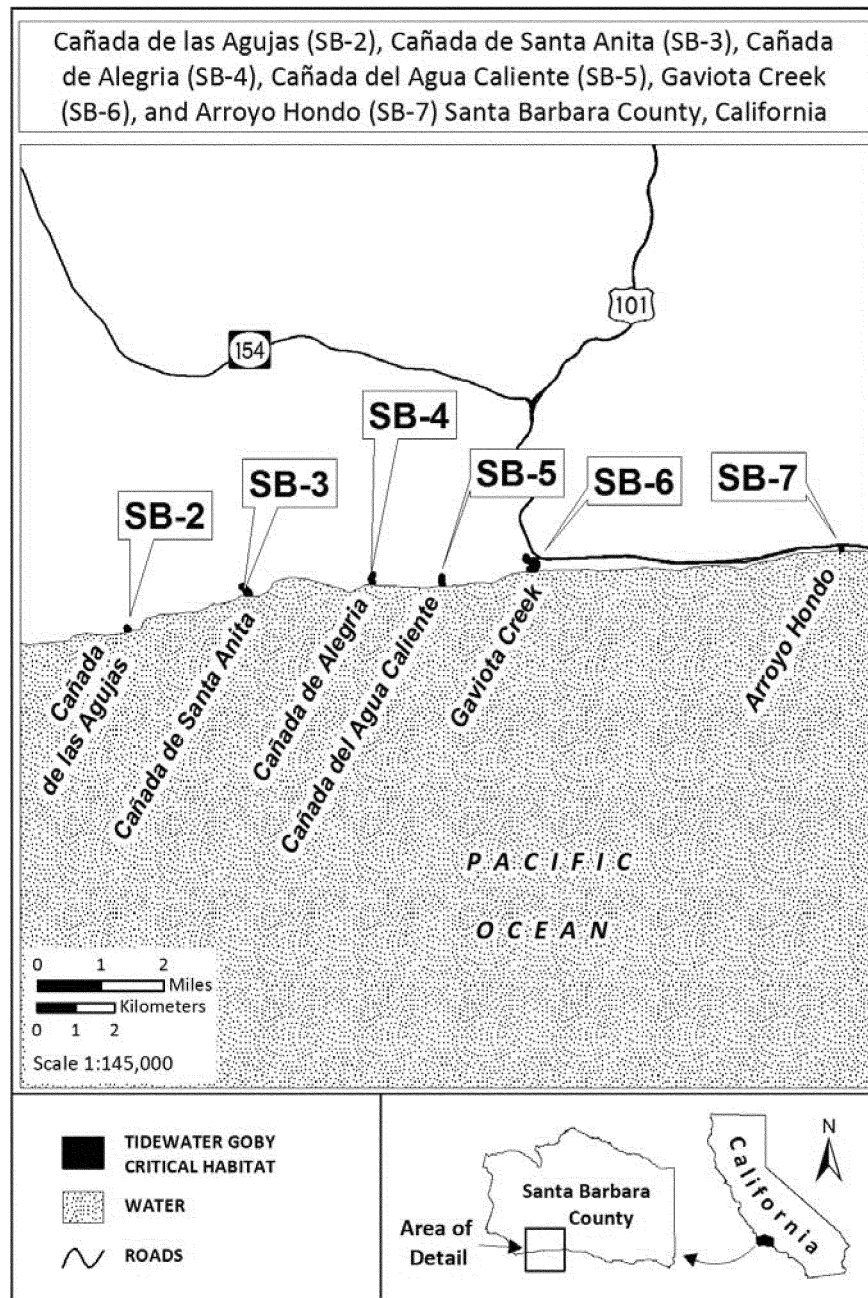 Cañada de las Agujas (SB-2), Cañada de Santa Anita (SB-3), Cañada
de Alegria (SB-4), Cañada del Agua Caliente (SB-5), Gaviota Creek
(SB-6), and Arroyo Hondo (SB-7) Santa Barbara County, California
101
154
SB-4
SB-5
SB-6
SB-7
SB-3
SB-2
Cañada
de las Agujas
Cañada de Santa Anita
Cañada de Alegria
Cañada del Agua Caliente
Gaviota Creek
Arroyo Hondo
PACIFIC
OCEAN
0 1 2
Miles
Kilometers
0 1 2
Scale 1:145,000
TIDEWATER GOBY
CRITICAL HABITAT
WATER
ROADS
Santa Barbara
County
Area of
Detail
California
N